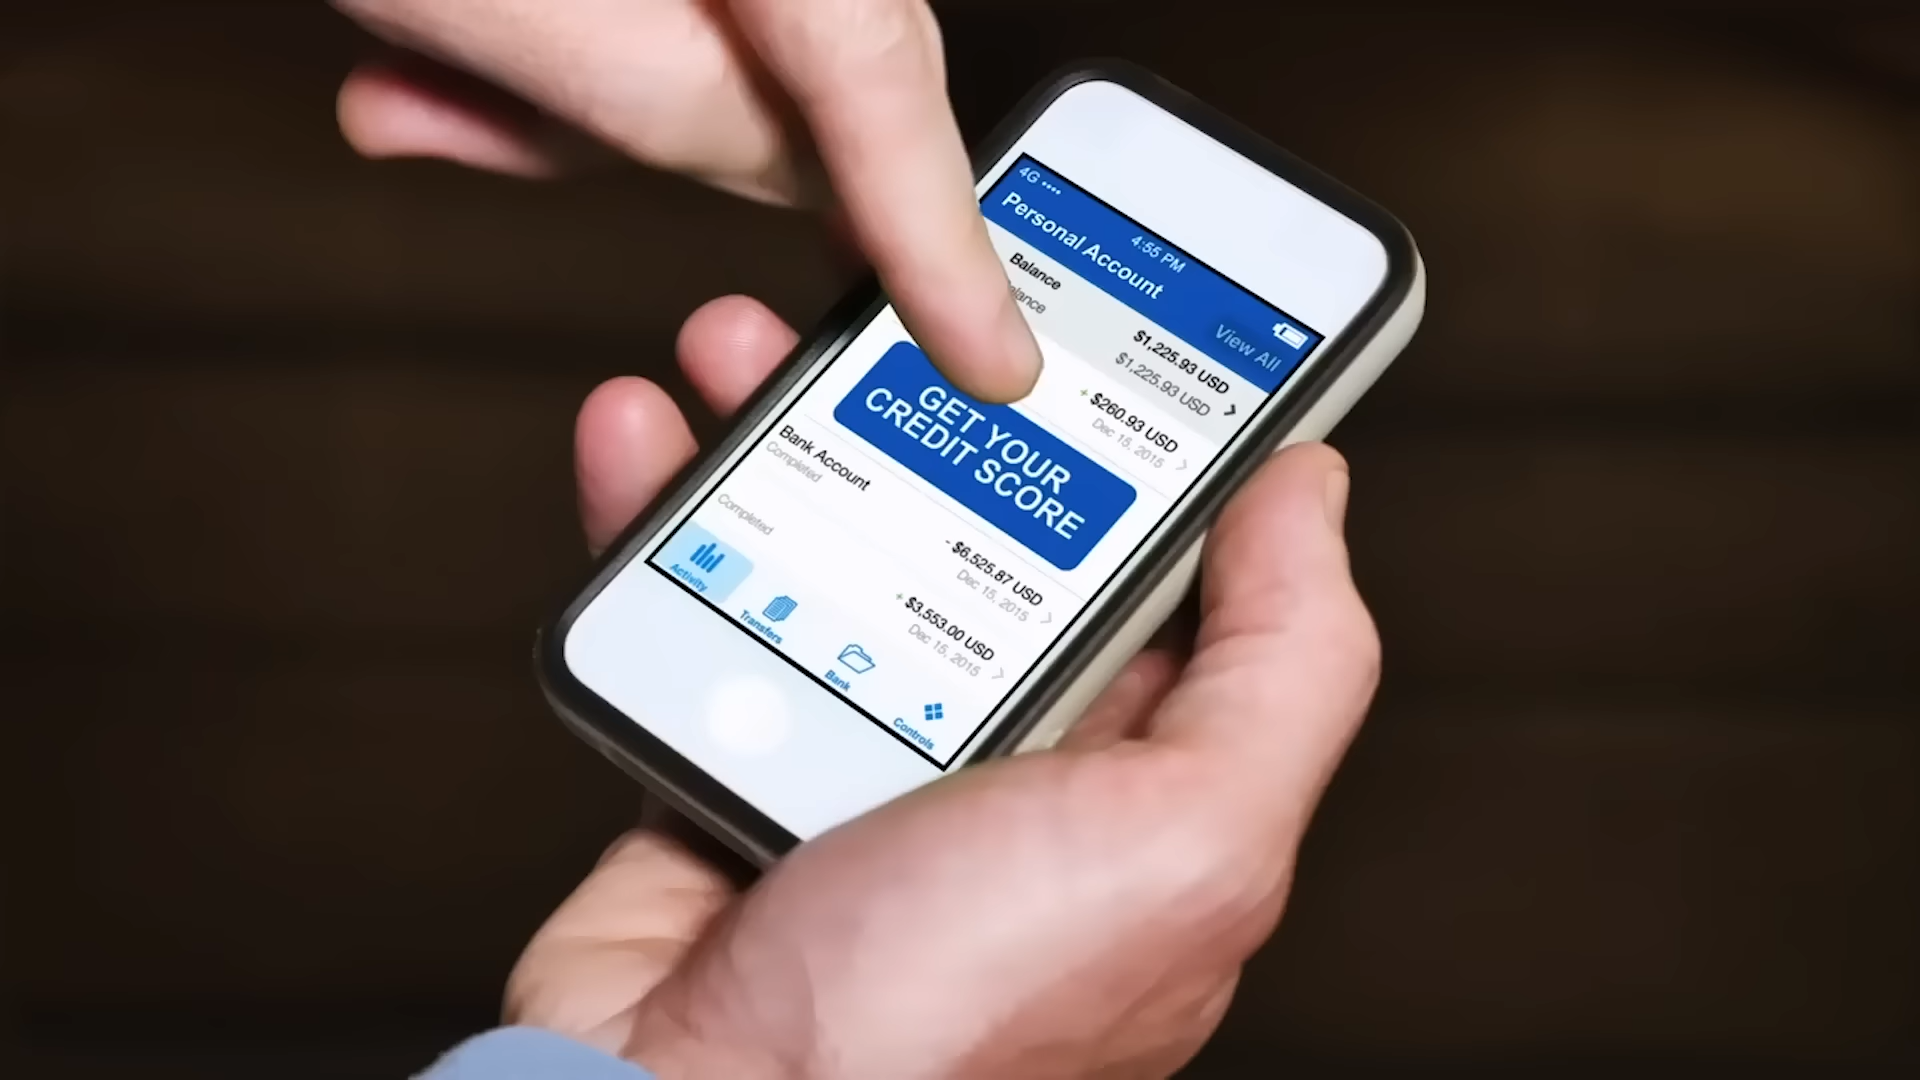 4G
4:55 PM
Personal Account
View All
Balance
$1,225.93 USD
$1,225.93 USD
+ $260.93 USD
Dec 15, 2015
GET YOUR
CREDIT SCORE
Bank Account
Completed
- $6,525.87 USD
Dec 15, 2015
Completed
+ $3,553.00 USD
Dec 15, 2015
Activity
Transfers
Bank
Controls